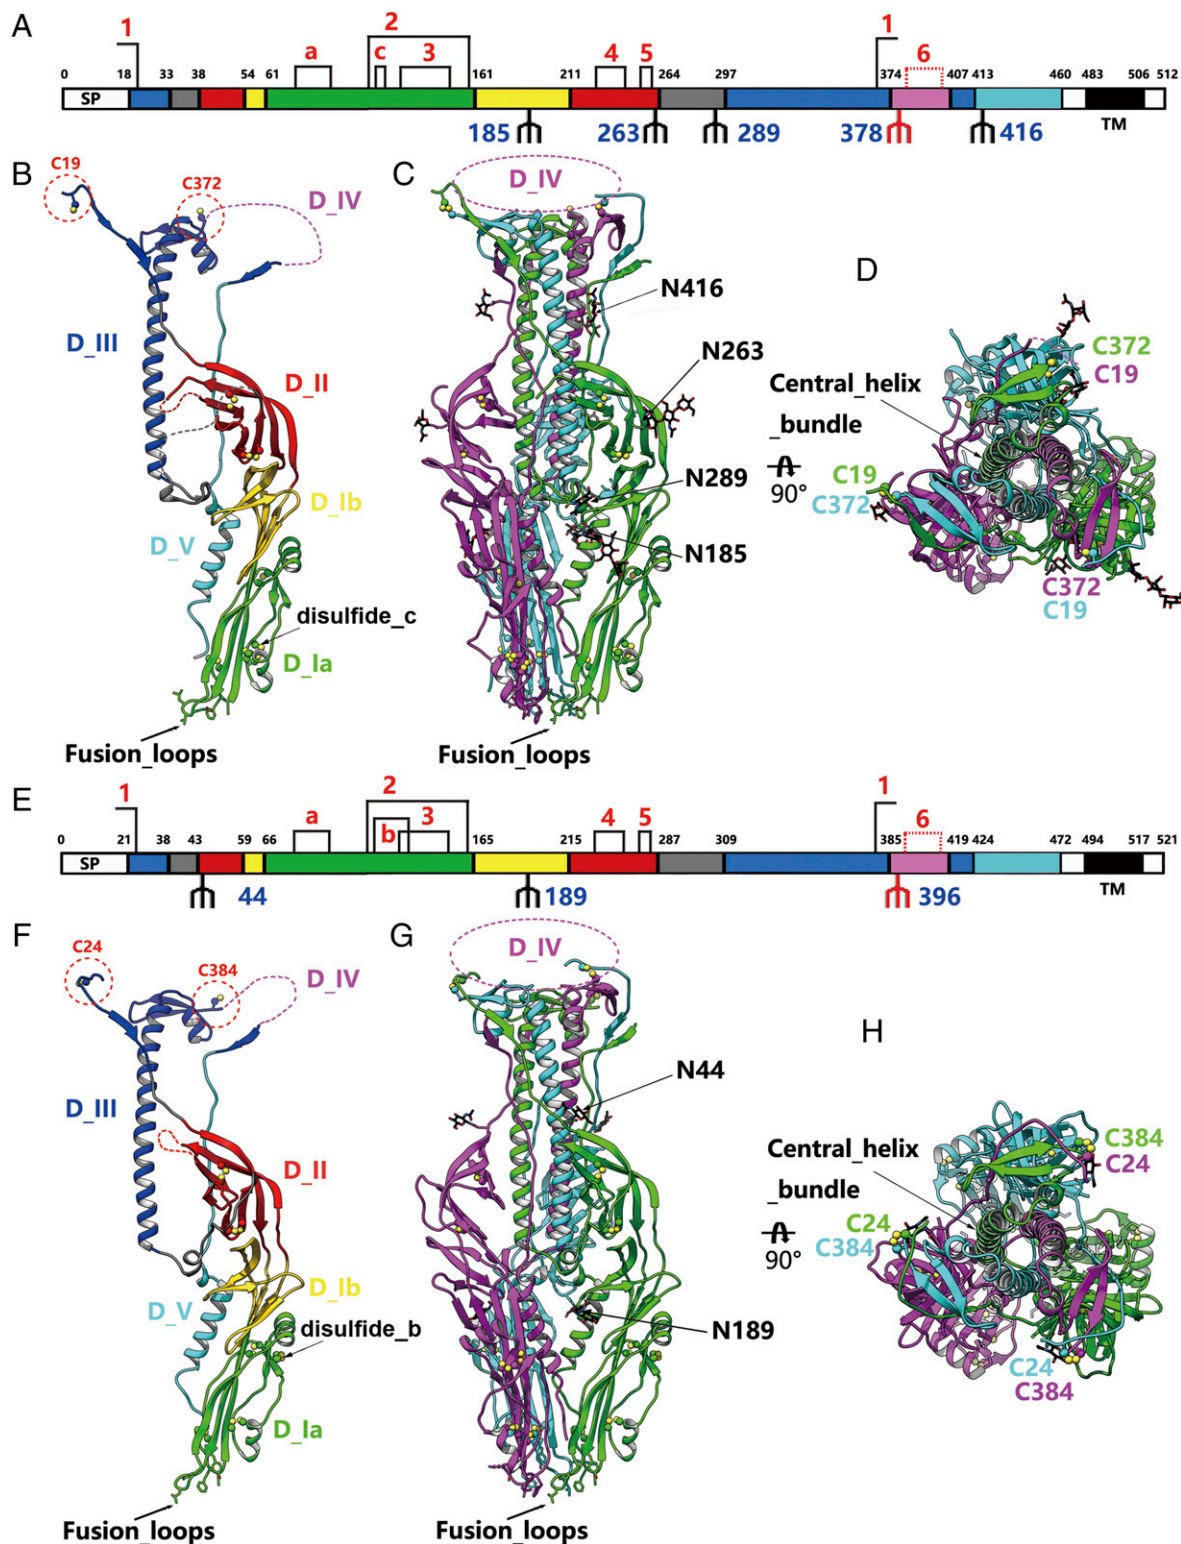 A
1 a 2 c 3 4 5 1 6
0 18 33 38 54 61 161 211 264 297 374 407 413 460 483 506 512
SP
TM
185 263 289 378 416
B
C19
C372
D_IV
D_III
D_II
D_Ib
D_V
disulfide_c
D_Ia
Fusion_loops
C
D_IV
N416
N263
N289
N185
Fusion_loops
D
C372
C19
Central_helix
_bundle
90°
C19
C372
C372
C19
E
1 a 2 b 3 4 5 1 6
0 21 38 43 59 66 165 215 287 309 385 419 424 472 494 517 521
SP
TM
44 189 396
F
C24
C384
D_IV
D_III
D_II
D_Ib
D_V
disulfide_b
D_Ia
Fusion_loops
G
D_IV
N44
N189
Fusion_loops
H
C384
C24
Central_helix
_bundle
90°
C24
C384
C24
C384